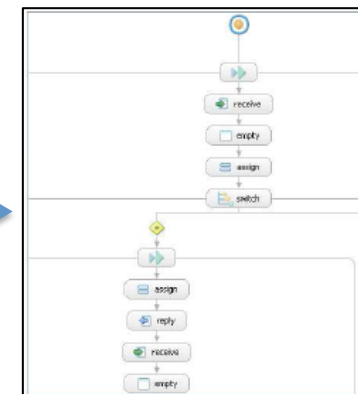 receive
empty
assign
switch
assign
reply
receive
empty